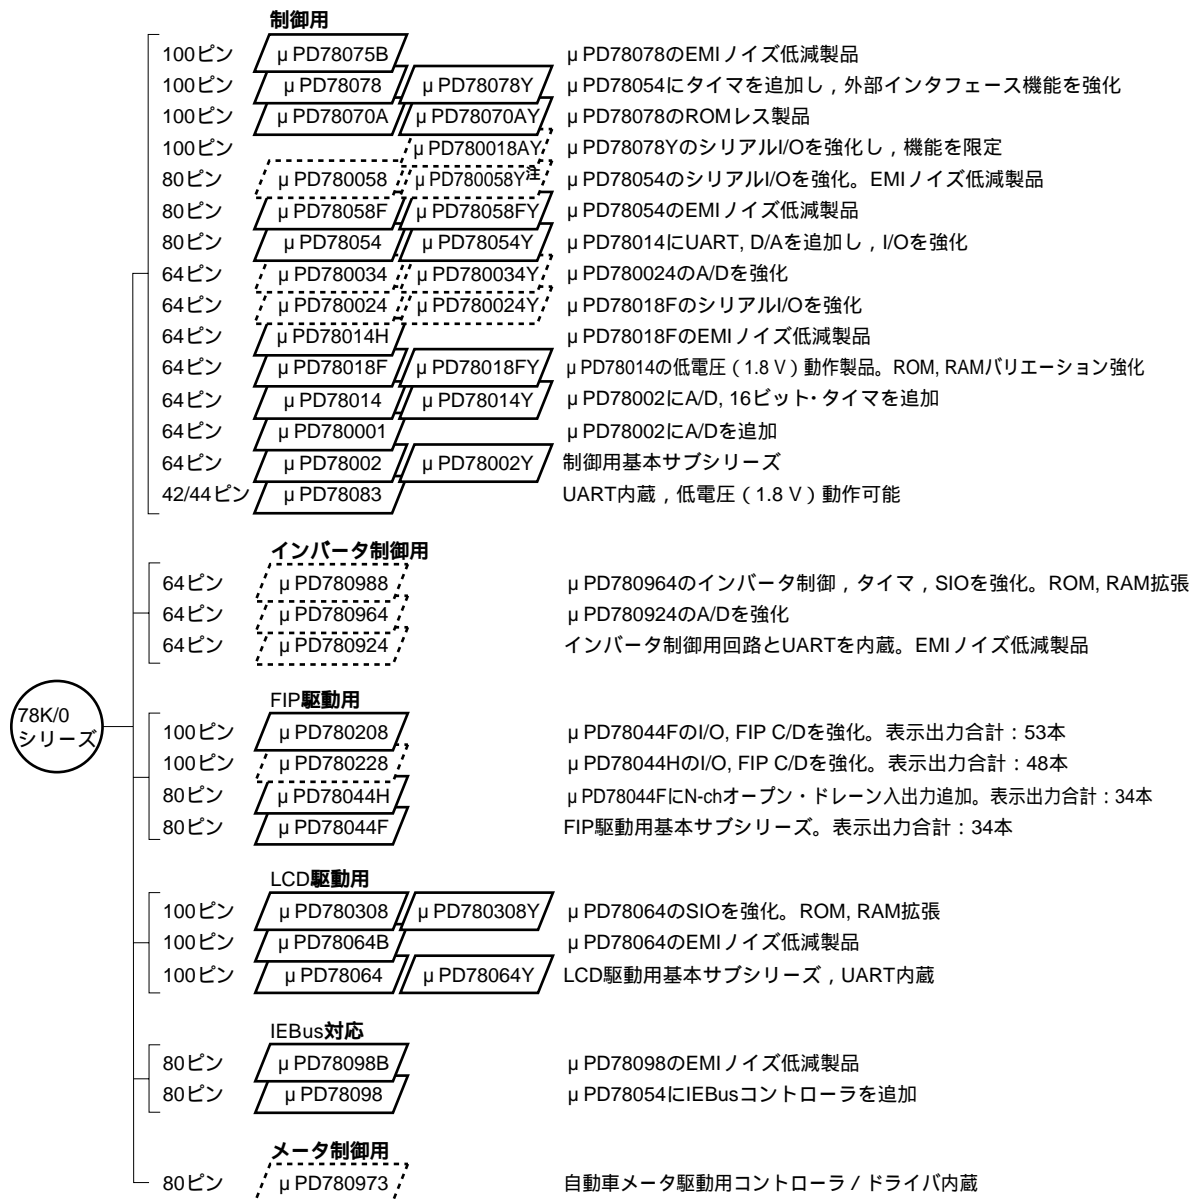 制御用
100ピン μPD78075B μPD78078のEMIノイズ低減製品
100ピン μPD78078 μPD78078Y μPD78054にタイマを追加し，外部インタフェース機能を強化
100ピン μPD78070A μPD78070AY μPD78078のROMレス製品
100ピン μPD780018AY μPD78078YのシリアルI/Oを強化し，機能を限定
80ピン μPD780058 μPD780058Y注 μPD78054のシリアルI/Oを強化。EMIノイズ低減製品
80ピン μPD78058F μPD78058FY μPD78054のEMIノイズ低減製品
80ピン μPD78054 μPD78054Y μPD78014にUART, D/Aを追加し，I/Oを強化
64ピン μPD780034 μPD780034Y μPD780024のA/Dを強化
64ピン μPD780024 μPD780024Y μPD78018FのシリアルI/Oを強化
64ピン μPD78014H μPD78018FのEMIノイズ低減製品
64ピン μPD78018F μPD78018FY μPD78014の低電圧（1.8 V）動作製品。ROM, RAMバリエーション強化
64ピン μPD78014 μPD78014Y μPD78002にA/D, 16ビット・タイマを追加
64ピン μPD780001 μPD78002にA/Dを追加
64ピン μPD78002 μPD78002Y 制御用基本サブシリーズ
42/44ピン μPD78083 UART内蔵，低電圧（1.8 V）動作可能
インバータ制御用
64ピン μPD780988 μPD780964のインバータ制御，タイマ，SIOを強化。ROM, RAM拡張
64ピン μPD780964 μPD780924のA/Dを強化
64ピン μPD780924 インバータ制御用回路とUARTを内蔵。EMIノイズ低減製品
78K/0
シリーズ
FIP駆動用
100ピン μPD780208 μPD78044FのI/O, FIP C/Dを強化。表示出力合計：53本
100ピン μPD780228 μPD78044HのI/O, FIP C/Dを強化。表示出力合計：48本
80ピン μPD78044H μPD78044FにN-chオープン・ドレーン入出力追加。表示出力合計：34本
80ピン μPD78044F FIP駆動用基本サブシリーズ。表示出力合計：34本
LCD駆動用
100ピン μPD780308 μPD780308Y μPD78064のSIOを強化。ROM, RAM拡張
100ピン μPD78064B μPD78064のEMIノイズ低減製品
100ピン μPD78064 μPD78064Y LCD駆動用基本サブシリーズ，UART内蔵
IEBus対応
80ピン μPD78098B μPD78098のEMIノイズ低減製品
80ピン μPD78098 μPD78054にIEBusコントローラを追加
メータ制御用
80ピン μPD780973 自動車メータ駆動用コントローラ／ドライバ内蔵